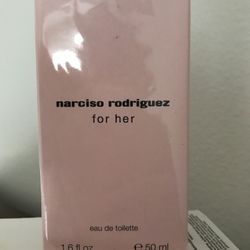 narciso rodriguez
for her
eau de toilette
1.6 fl.oz. ℮ 50 ml